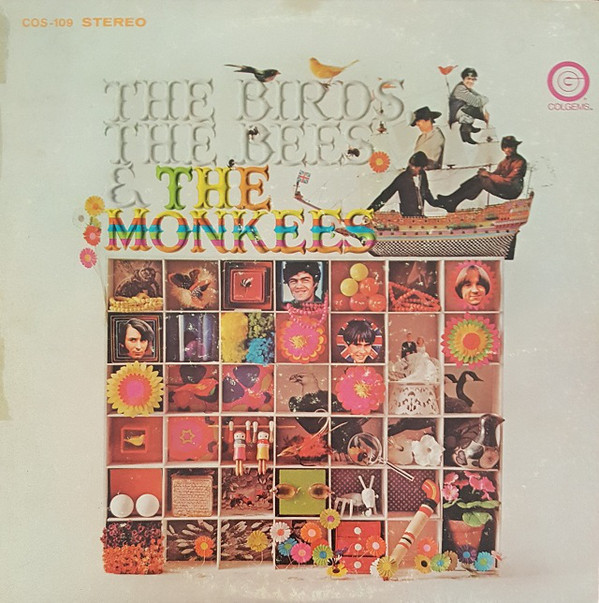 COS-109 STEREO
THE BIRDS,
THE BEES
& THE
MONKEES
G
COLGEMS